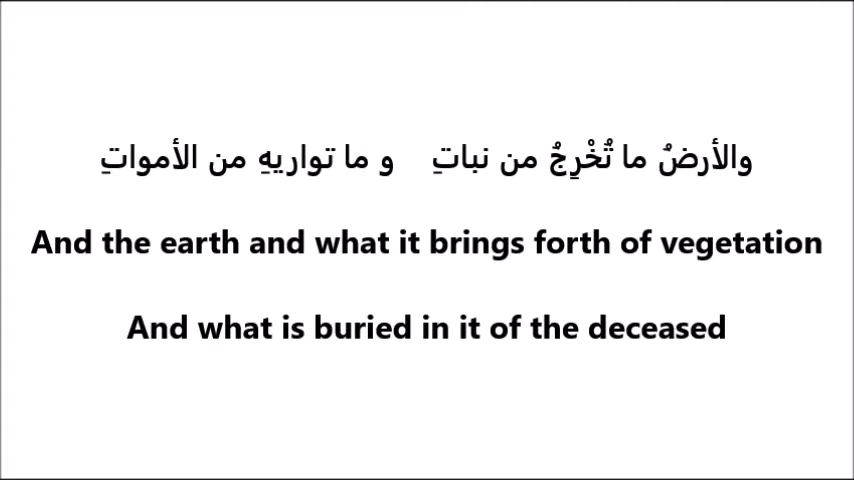 والأرضُ ما تُخْرِجُ من نباتِ    و ما تواريهِ من الأمواتِ
And the earth and what it brings forth of vegetation
And what is buried in it of the deceased